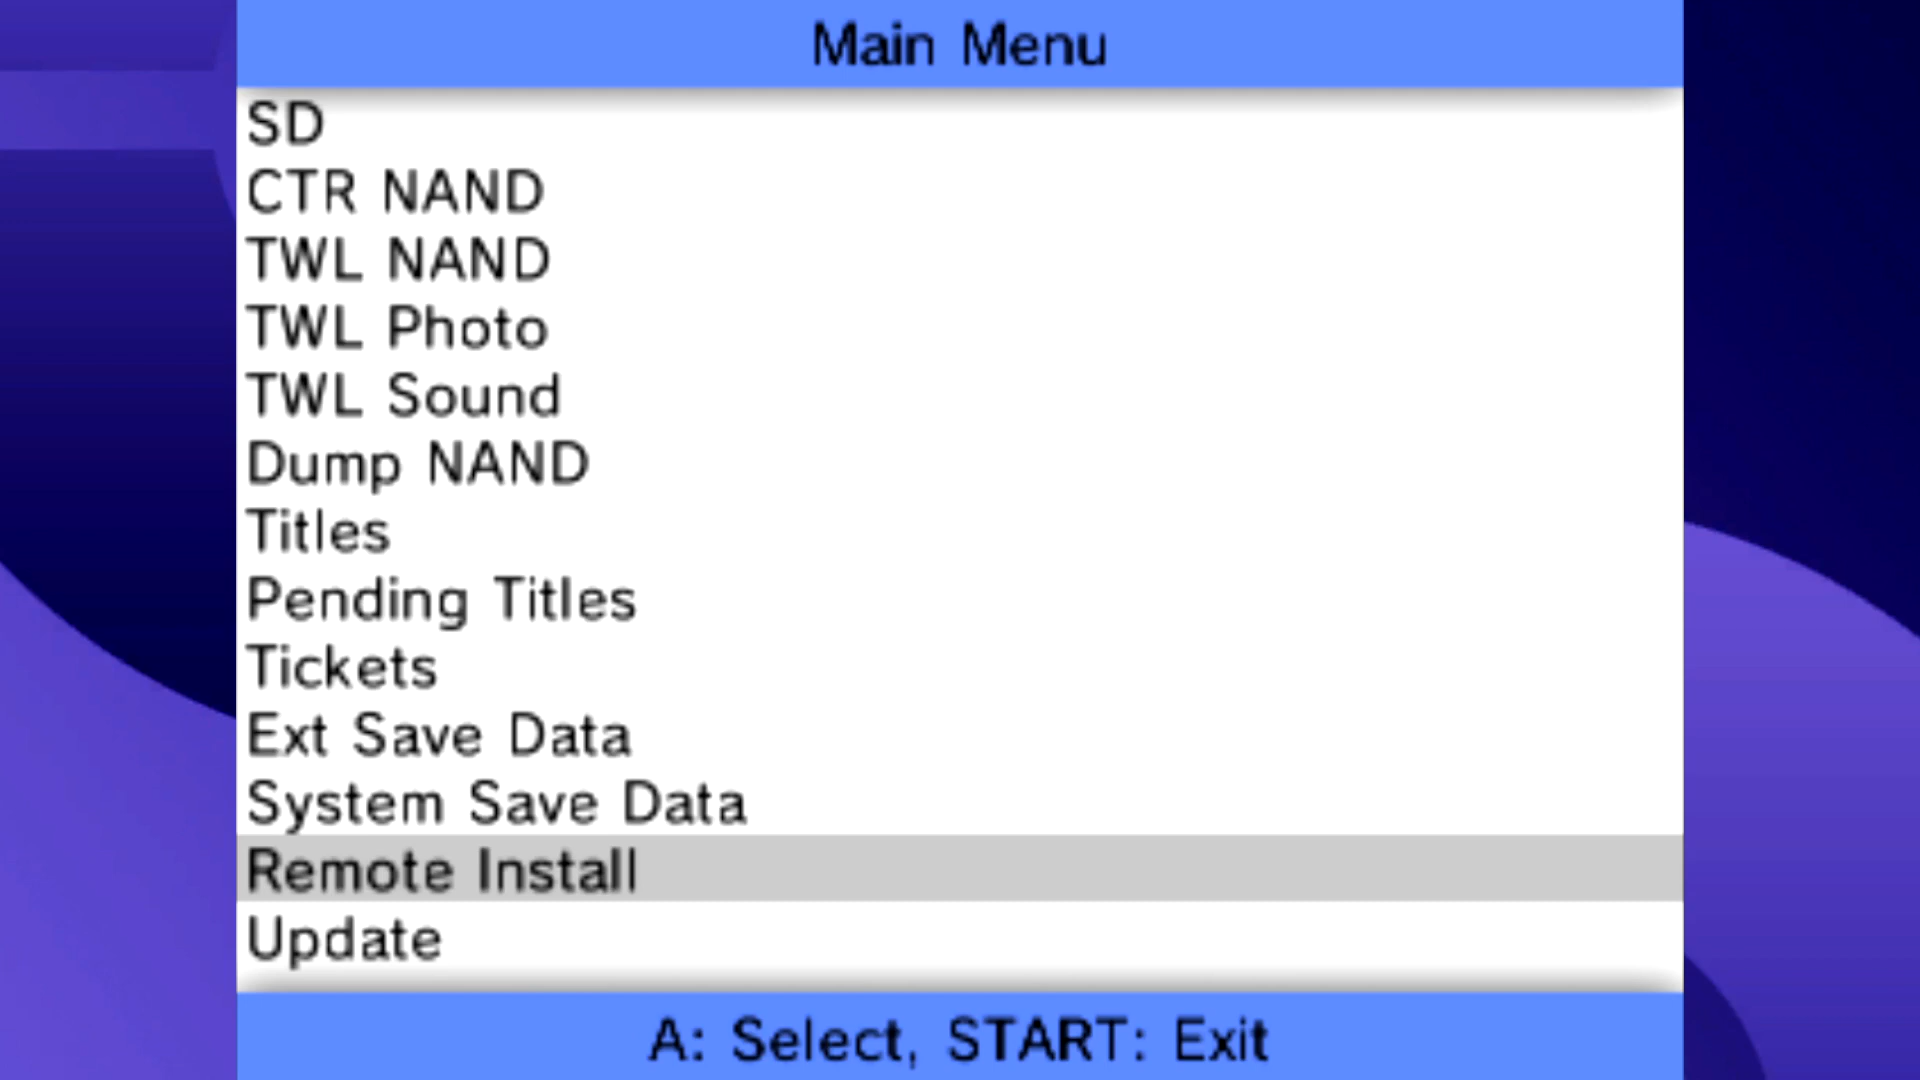 Main Menu
SD
CTR NAND
TWL NAND
TWL Photo
TWL Sound
Dump NAND
Titles
Pending Titles
Tickets
Ext Save Data
System Save Data
Remote Install
Update
A: Select, START: Exit